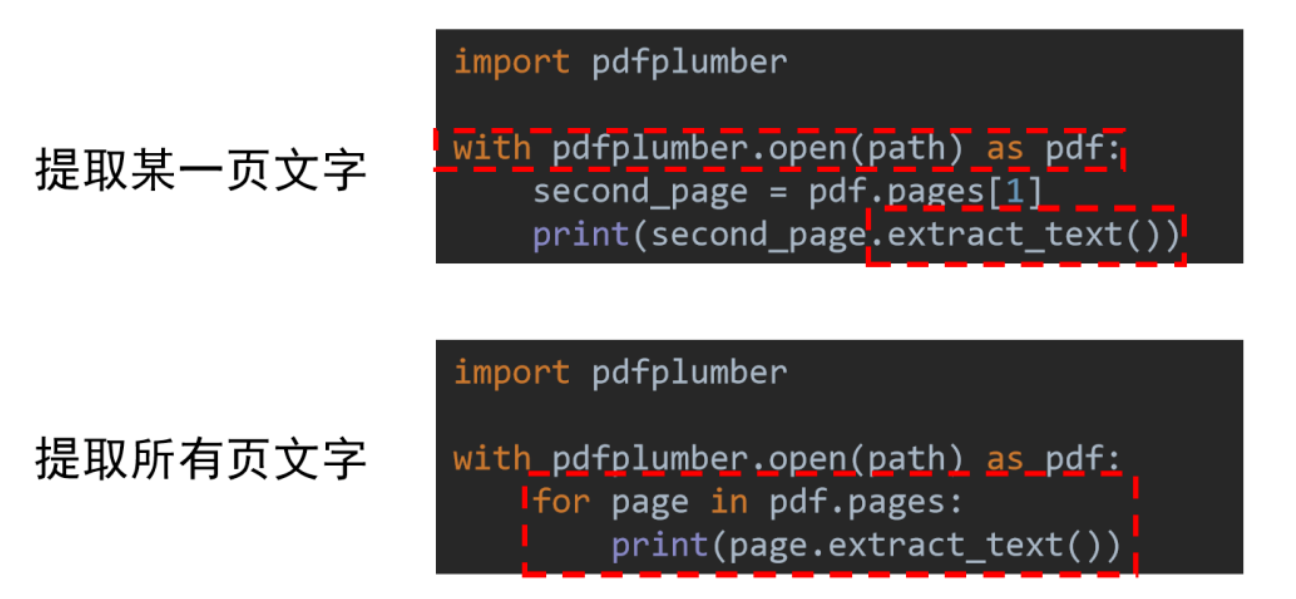 提取某一页文字
import pdfplumber
with pdfplumber.open(path) as pdf:
    second_page = pdf.pages[1]
    print(second_page.extract_text())
提取所有页文字
import pdfplumber
with pdfplumber.open(path) as pdf:
    for page in pdf.pages:
        print(page.extract_text())